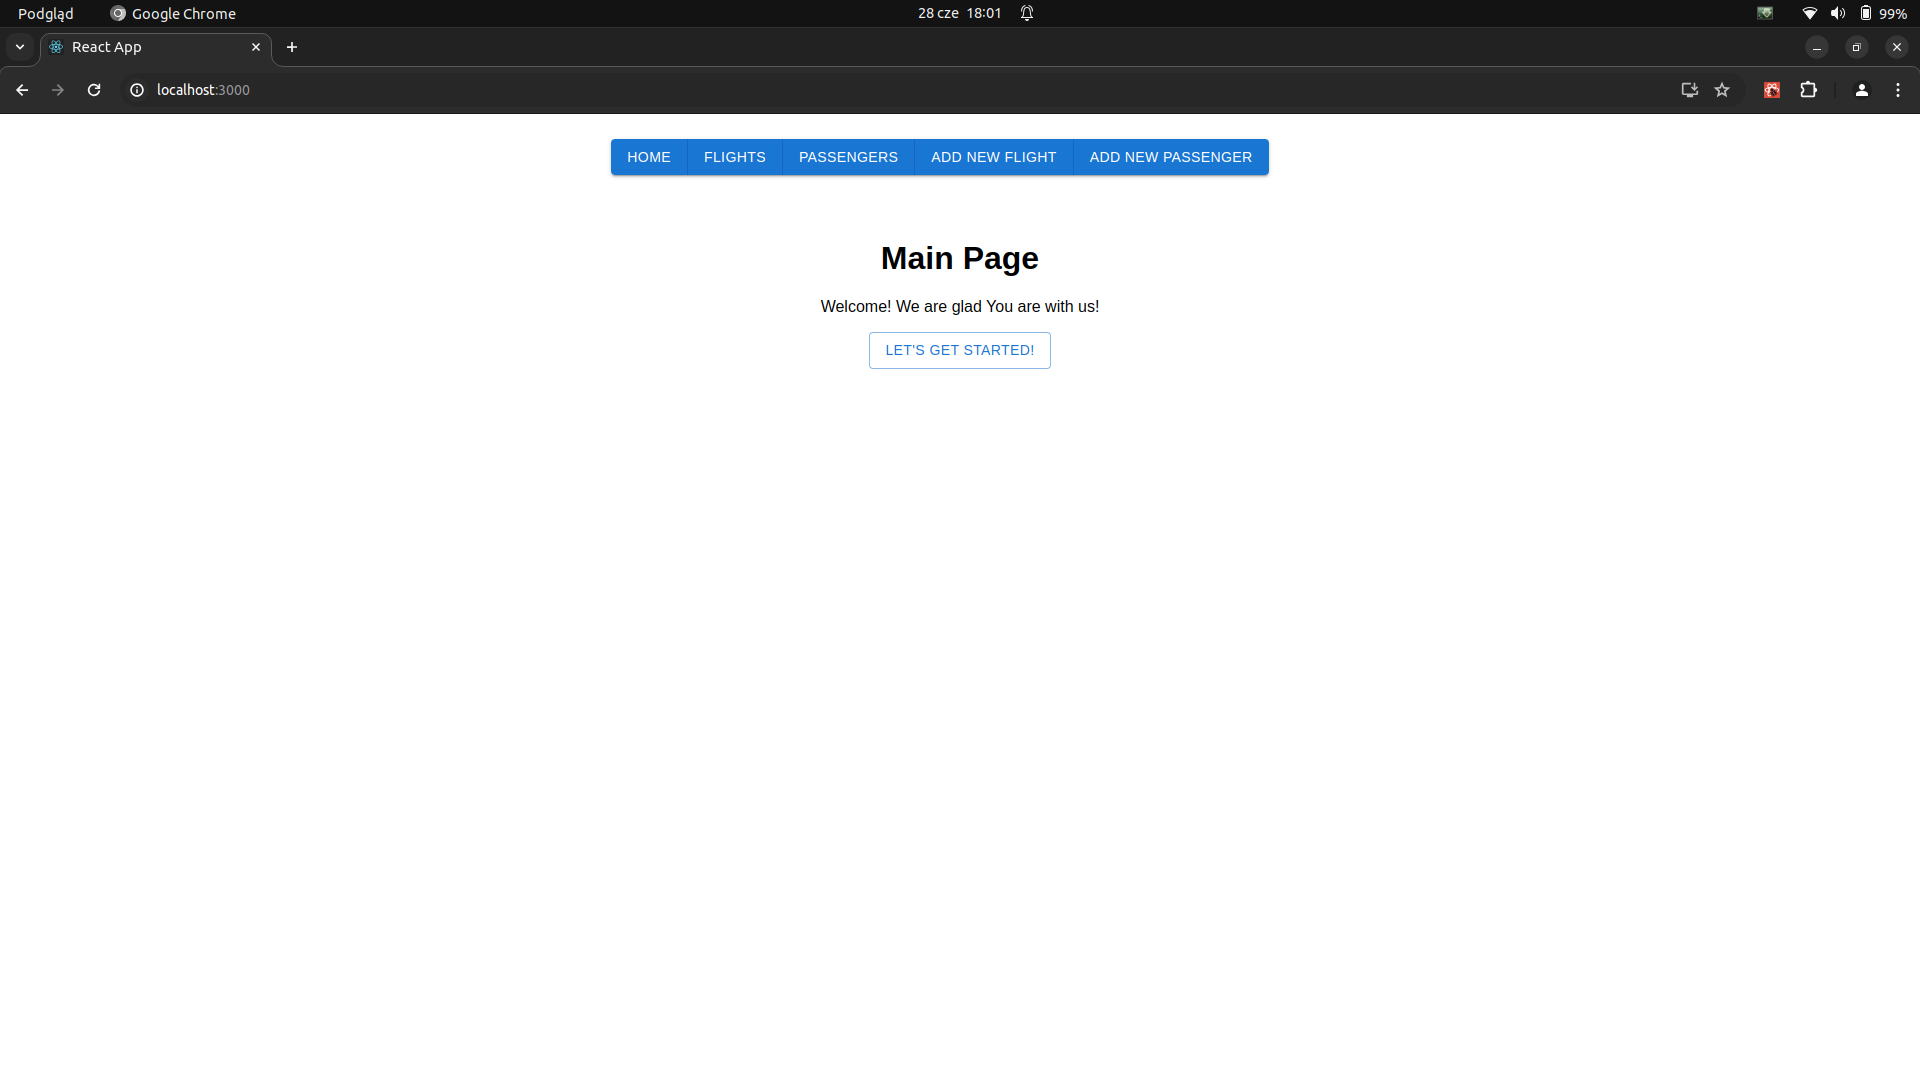 Podgląd Google Chrome 28 cze 18:01 99%
React App
localhost:3000
HOME FLIGHTS PASSENGERS ADD NEW FLIGHT ADD NEW PASSENGER
Main Page
Welcome! We are glad You are with us!
LET'S GET STARTED!